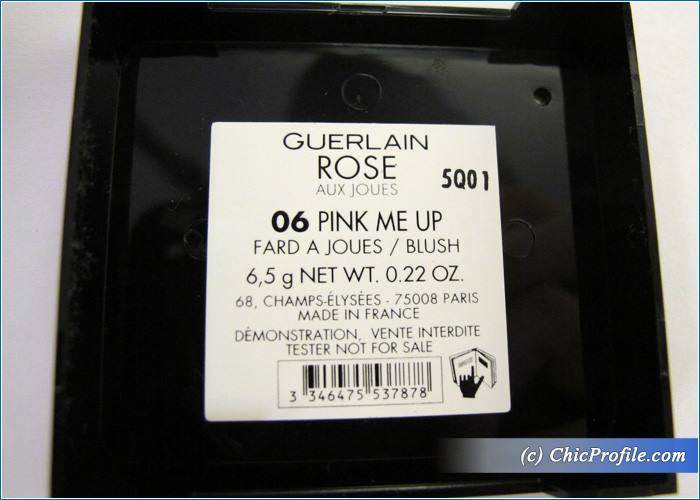 GUERLAIN
ROSE
AUX JOUES
5Q01
06 PINK ME UP
FARD A JOUES / BLUSH
6,5 g NET WT. 0.22 OZ.
68, CHAMPS-ÉLYSÉES - 75008 PARIS
MADE IN FRANCE
DÉMONSTRATION, VENTE INTERDITE
TESTER NOT FOR SALE
3 346475 537878
(c) ChicProfile.com